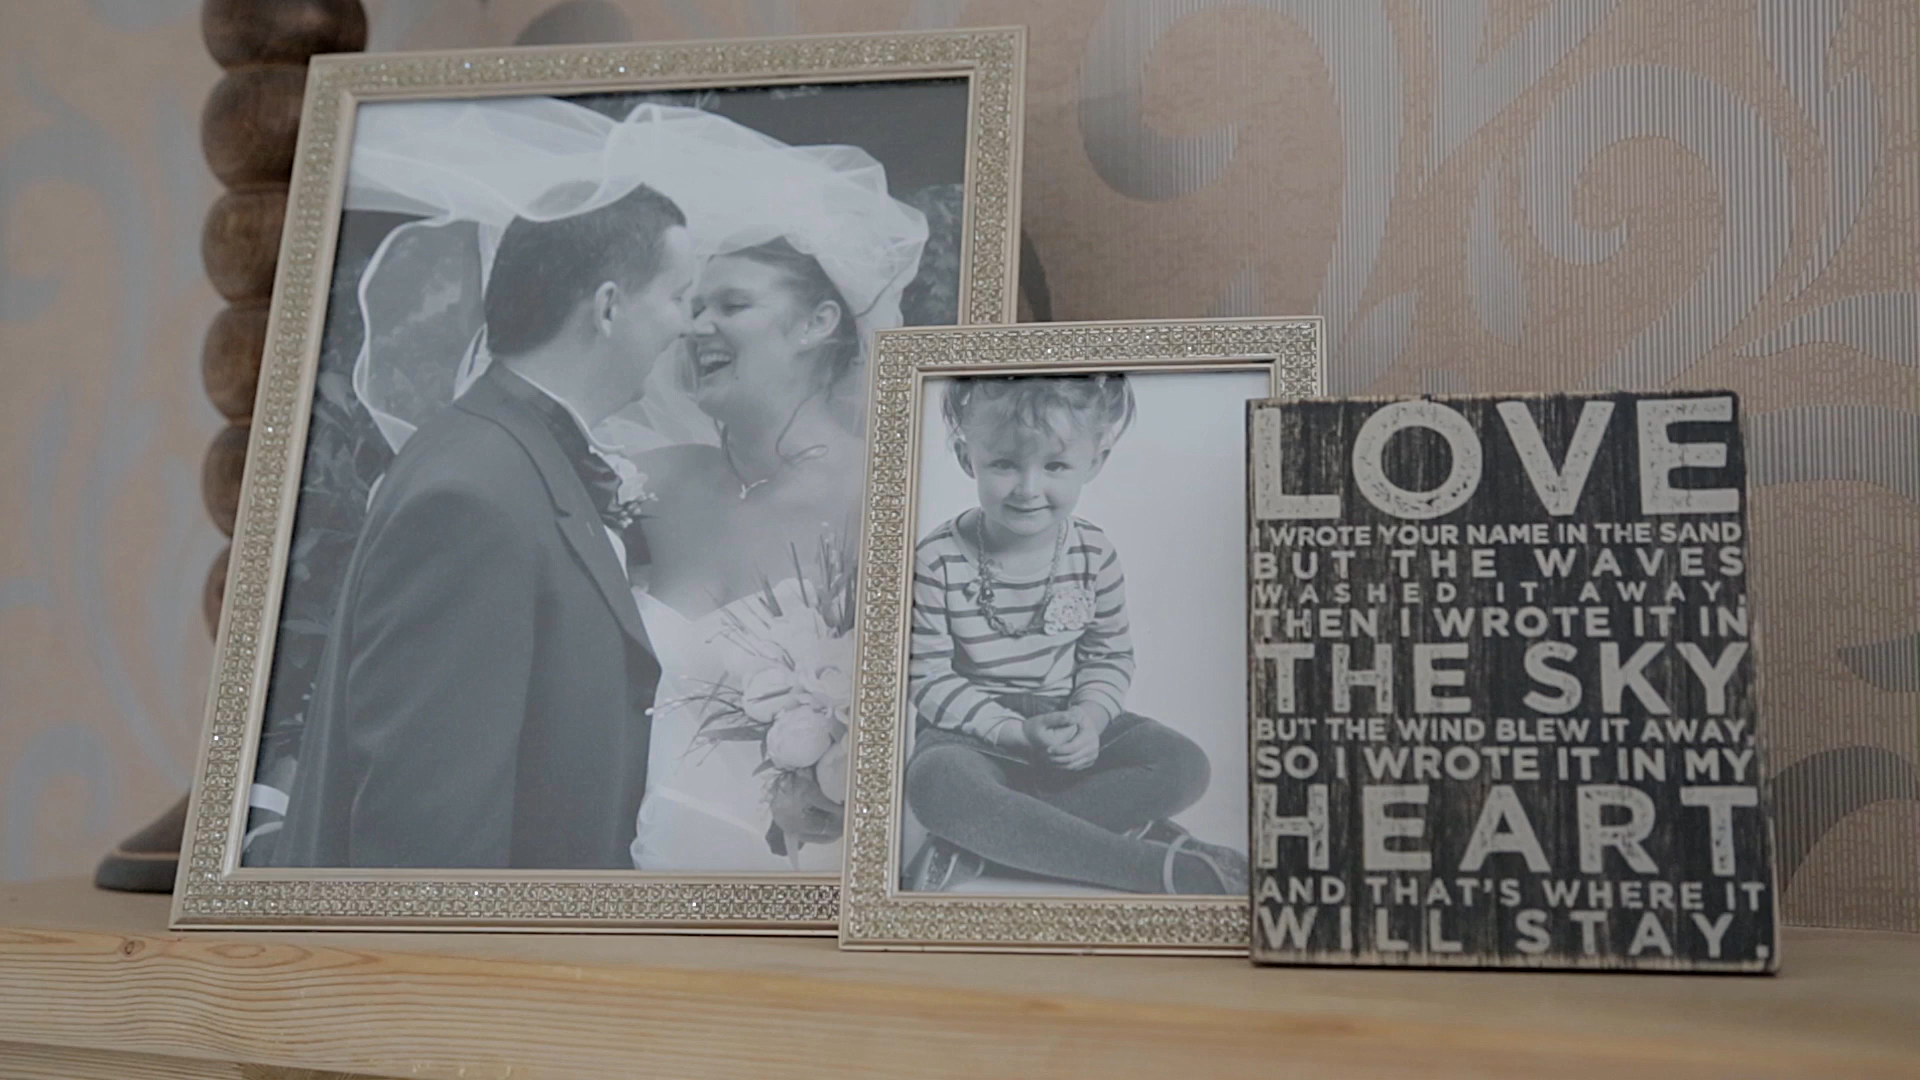 LOVE
I WROTE YOUR NAME IN THE SAND
BUT THE WAVES
WASHED IT AWAY,
THEN I WROTE IT IN
THE SKY
BUT THE WIND BLEW IT AWAY,
SO I WROTE IT IN MY
HEART
AND THAT'S WHERE IT
WILL STAY.